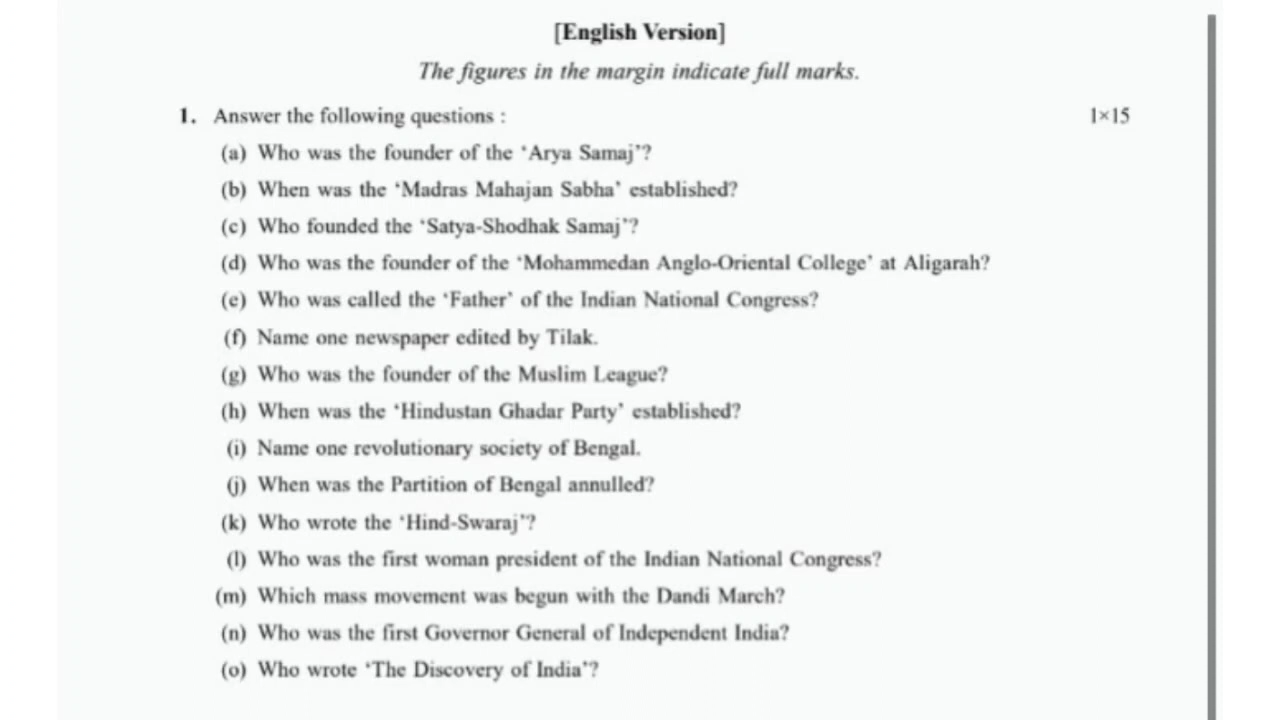 [English Version]
The figures in the margin indicate full marks.
1. Answer the following questions : 1×15
(a) Who was the founder of the ‘Arya Samaj’?
(b) When was the ‘Madras Mahajan Sabha’ established?
(c) Who founded the ‘Satya-Shodhak Samaj’?
(d) Who was the founder of the ‘Mohammedan Anglo-Oriental College’ at Aligarah?
(e) Who was called the ‘Father’ of the Indian National Congress?
(f) Name one newspaper edited by Tilak.
(g) Who was the founder of the Muslim League?
(h) When was the ‘Hindustan Ghadar Party’ established?
(i) Name one revolutionary society of Bengal.
(j) When was the Partition of Bengal annulled?
(k) Who wrote the ‘Hind-Swaraj’?
(l) Who was the first woman president of the Indian National Congress?
(m) Which mass movement was begun with the Dandi March?
(n) Who was the first Governor General of Independent India?
(o) Who wrote ‘The Discovery of India’?